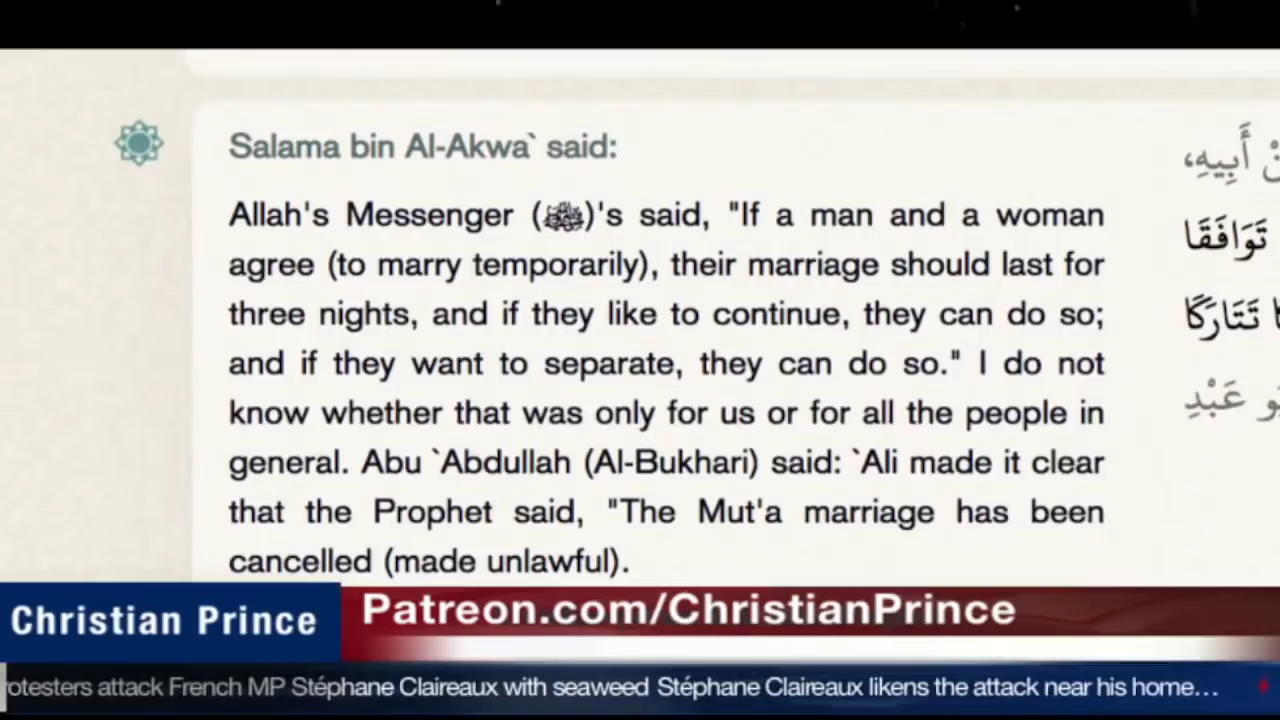 Salama bin Al-Akwa` said:
Allah's Messenger (ﷺ)'s said, "If a man and a woman
agree (to marry temporarily), their marriage should last for
three nights, and if they like to continue, they can do so;
and if they want to separate, they can do so." I do not
know whether that was only for us or for all the people in
general. Abu `Abdullah (Al-Bukhari) said: `Ali made it clear
that the Prophet said, "The Mut'a marriage has been
cancelled (made unlawful).
أَبِيهِ،
تَوَافَقَا
تَتَارَكَا
عَبْدِ
Christian Prince
Patreon.com/ChristianPrince
rotesters attack French MP Stéphane Claireaux with seaweed Stéphane Claireaux likens the attack near his home…